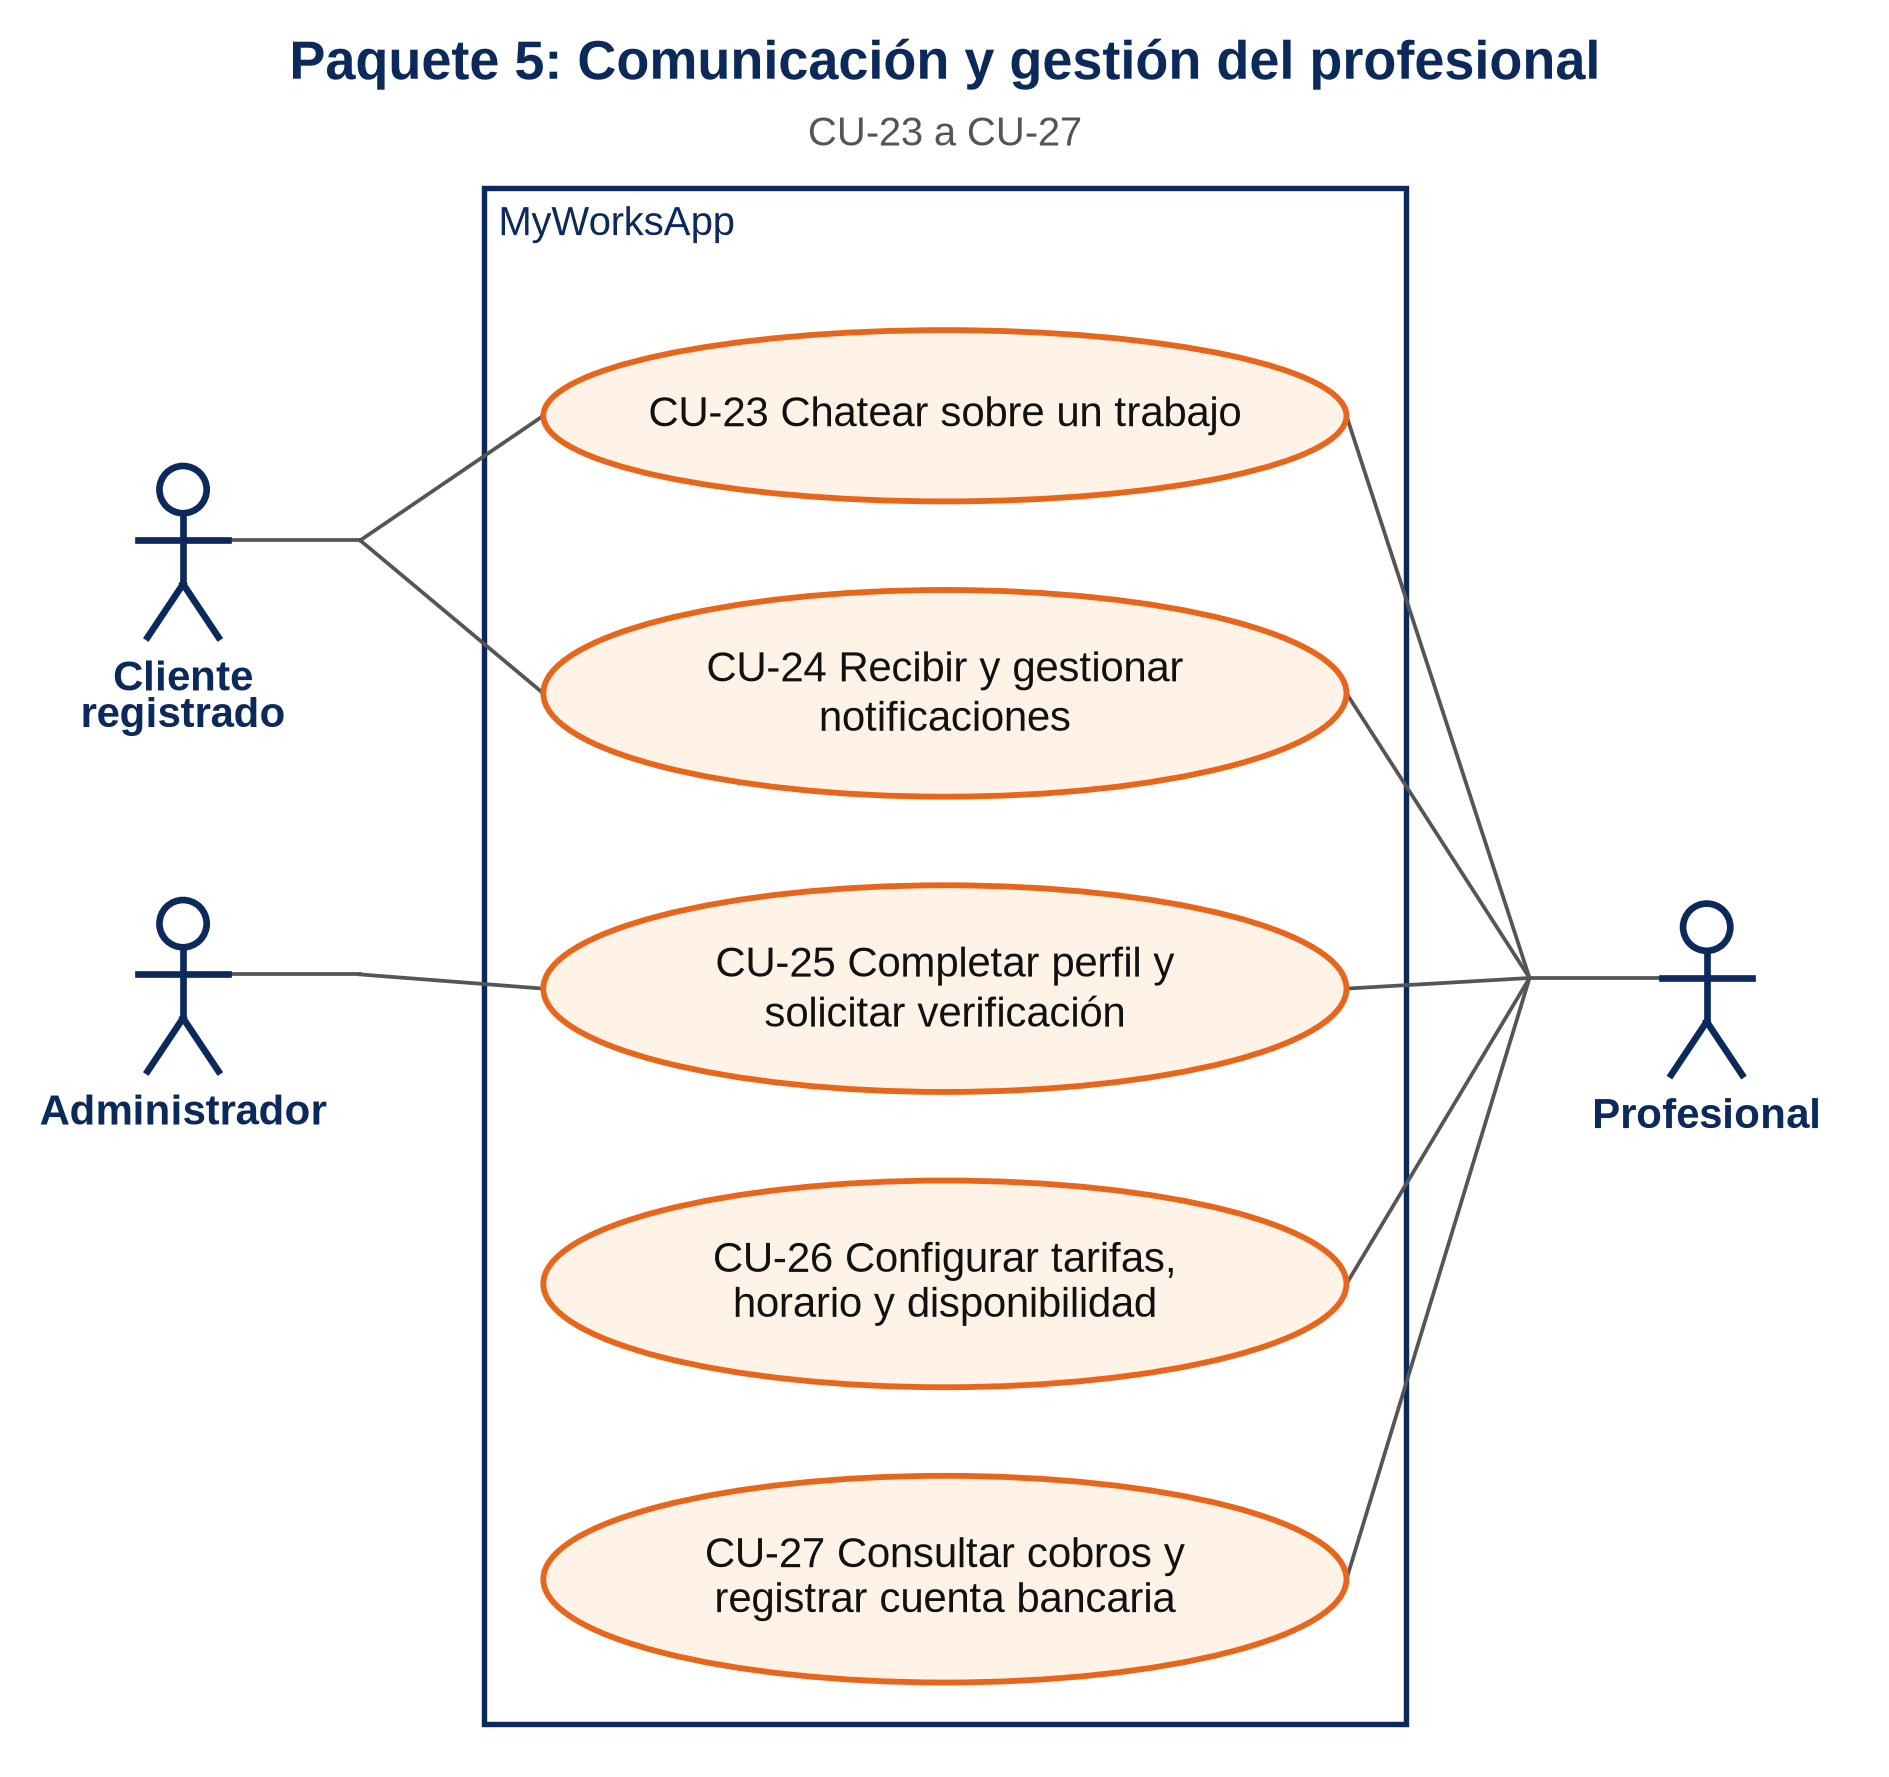 Paquete 5: Comunicación y gestión del profesional
CU-23 a CU-27
MyWorksApp
CU-23 Chatear sobre un trabajo
Cliente
registrado
CU-24 Recibir y gestionar
notificaciones
CU-25 Completar perfil y
solicitar verificación
Administrador
Profesional
CU-26 Configurar tarifas,
horario y disponibilidad
CU-27 Consultar cobros y
registrar cuenta bancaria